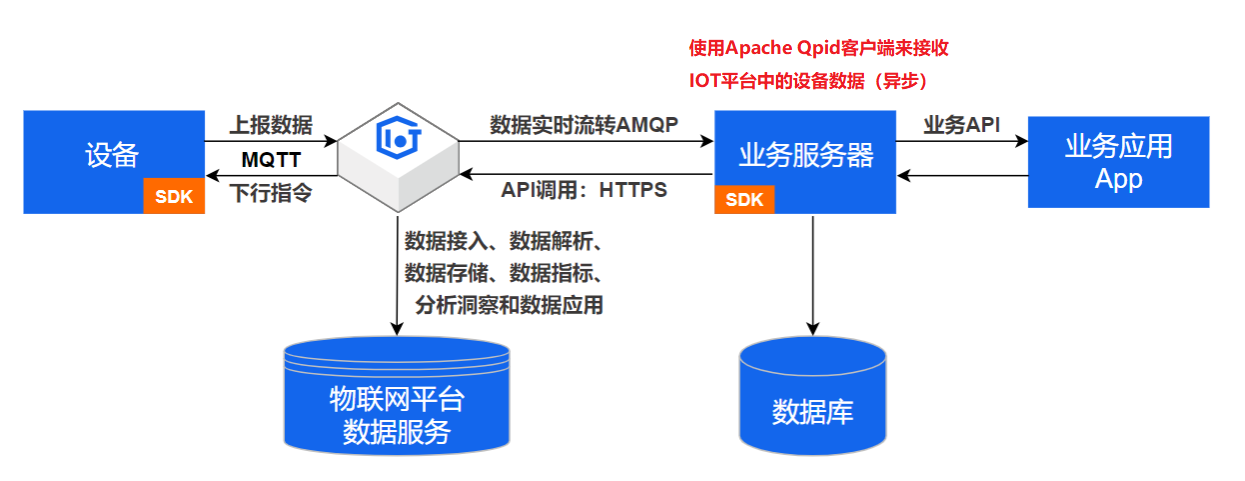 使用Apache Qpid客户端来接收
IOT平台中的设备数据（异步）
设备
SDK
上报数据
MQTT
下行指令
IOT
数据实时流转AMQP
API调用：HTTPS
业务服务器
SDK
业务API
业务应用
App
数据接入、数据解析、
数据存储、数据指标、
分析洞察和数据应用
物联网平台
数据服务
数据库